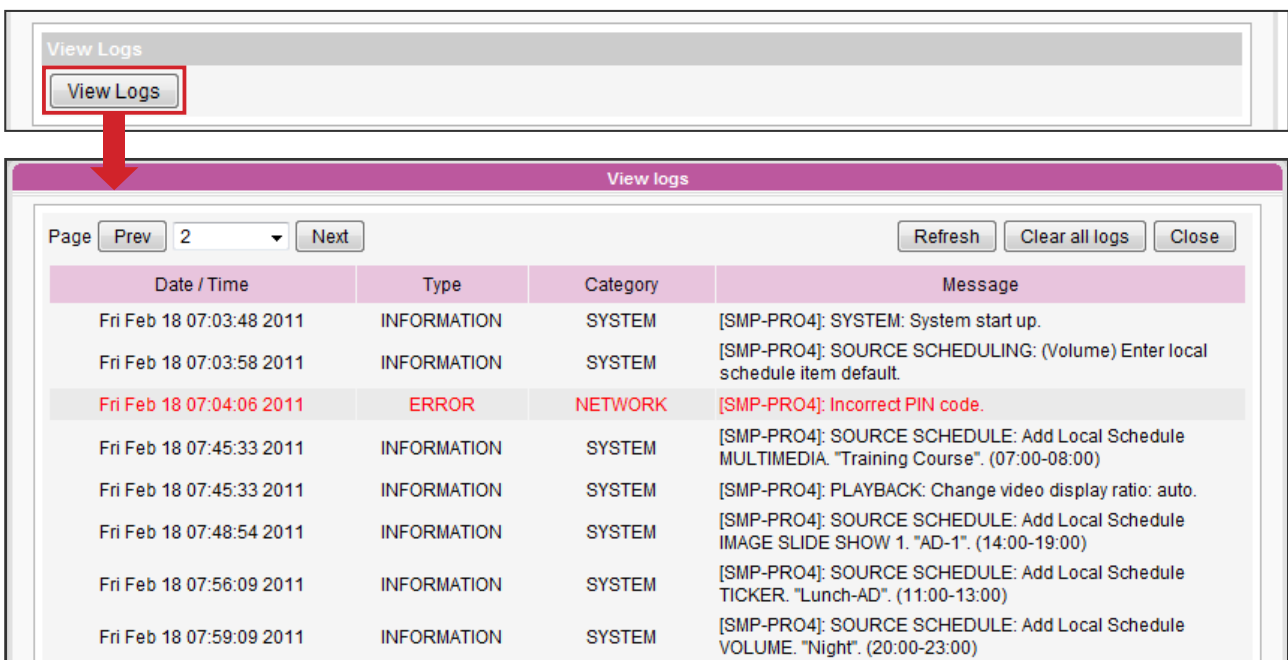 View Logs
View Logs
View logs
Page Prev 2 Next Refresh Clear all logs Close
Date / Time Type Category Message
Fri Feb 18 07:03:48 2011 INFORMATION SYSTEM [SMP-PRO4]: SYSTEM: System start up.
Fri Feb 18 07:03:58 2011 INFORMATION SYSTEM [SMP-PRO4]: SOURCE SCHEDULING: (Volume) Enter local
schedule item default.
Fri Feb 18 07:04:06 2011 ERROR NETWORK [SMP-PRO4]: Incorrect PIN code.
Fri Feb 18 07:45:33 2011 INFORMATION SYSTEM [SMP-PRO4]: SOURCE SCHEDULE: Add Local Schedule
MULTIMEDIA. "Training Course". (07:00-08:00)
Fri Feb 18 07:45:33 2011 INFORMATION SYSTEM [SMP-PRO4]: PLAYBACK: Change video display ratio: auto.
Fri Feb 18 07:48:54 2011 INFORMATION SYSTEM [SMP-PRO4]: SOURCE SCHEDULE: Add Local Schedule
IMAGE SLIDE SHOW 1. "AD-1". (14:00-19:00)
Fri Feb 18 07:56:09 2011 INFORMATION SYSTEM [SMP-PRO4]: SOURCE SCHEDULE: Add Local Schedule
TICKER. "Lunch-AD". (11:00-13:00)
Fri Feb 18 07:59:09 2011 INFORMATION SYSTEM [SMP-PRO4]: SOURCE SCHEDULE: Add Local Schedule
VOLUME. "Night". (20:00-23:00)